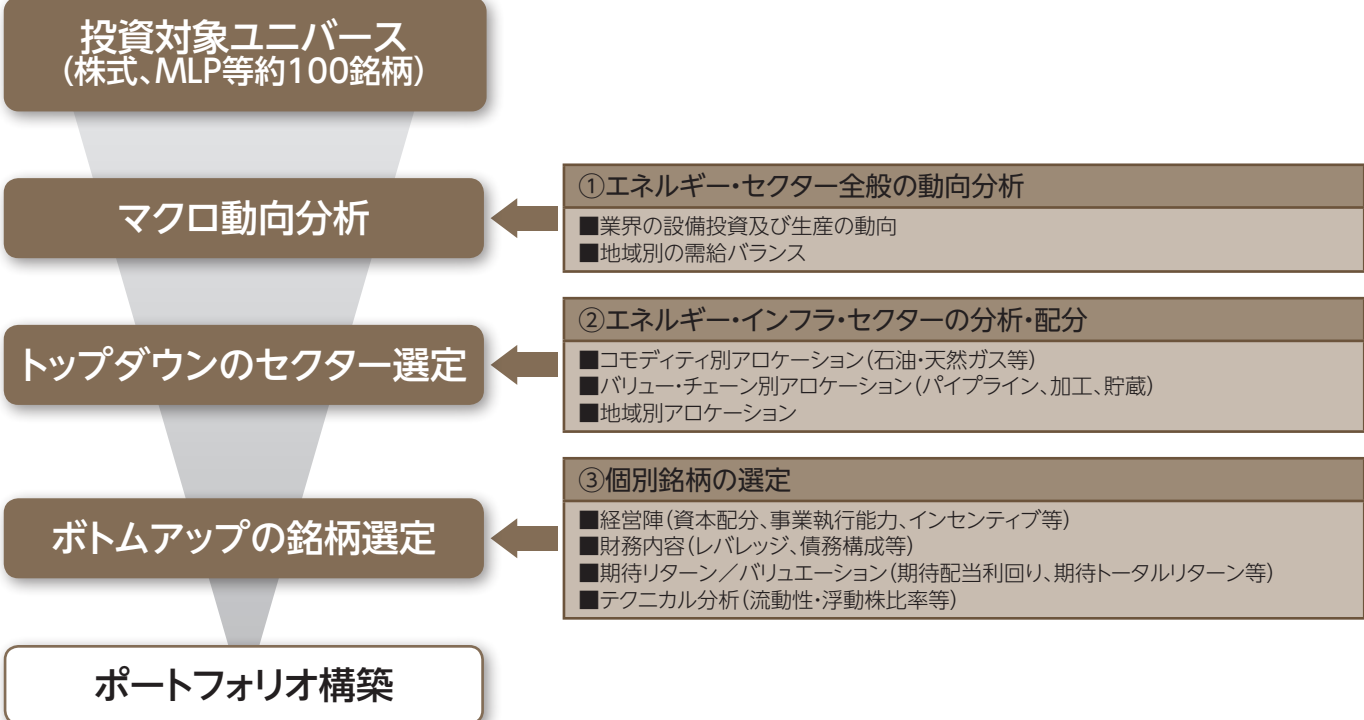 投資対象ユニバース
(株式、MLP等約100銘柄)
マクロ動向分析
①エネルギー・セクター全般の動向分析
■業界の設備投資及び生産の動向
■地域別の需給バランス
トップダウンのセクター選定
②エネルギー・インフラ・セクターの分析・配分
■コモディティ別アロケーション(石油・天然ガス等)
■バリュー・チェーン別アロケーション(パイプライン、加工、貯蔵)
■地域別アロケーション
ボトムアップの銘柄選定
③個別銘柄の選定
■経営陣(資本配分、事業執行能力、インセンティブ等)
■財務内容(レバレッジ、債務構成等)
■期待リターン／バリュエーション(期待配当利回り、期待トータルリターン等)
■テクニカル分析(流動性・浮動株比率等)
ポートフォリオ構築